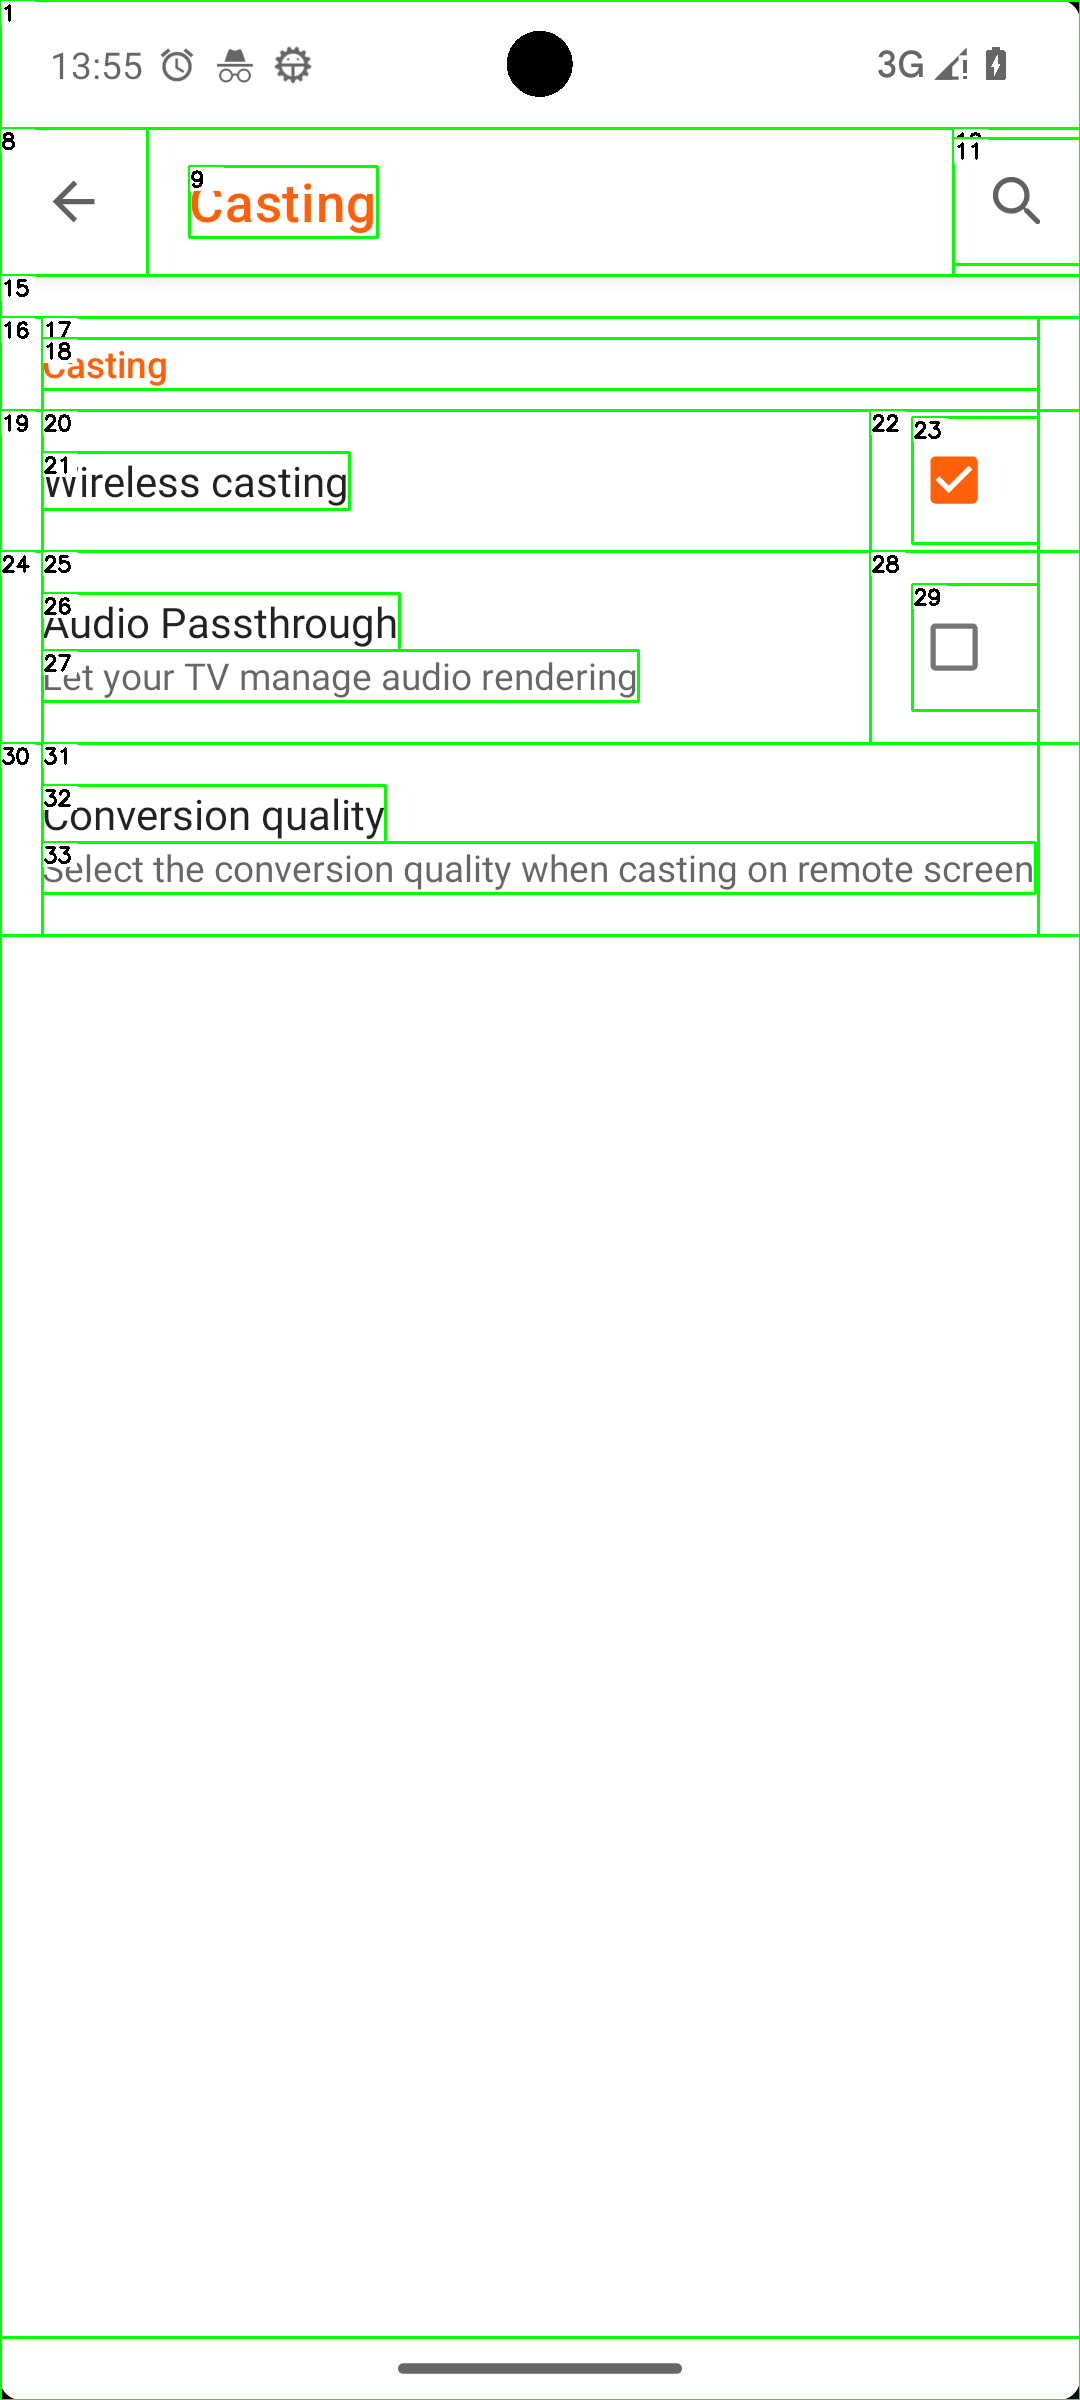 13:55 3G
Casting
Casting
Wireless casting
Audio Passthrough
Let your TV manage audio rendering
Conversion quality
Select the conversion quality when casting on remote screen
1
8
9
11
15
16
17
18
19
20
21
22
23
24
25
26
27
28
29
30
31
32
33